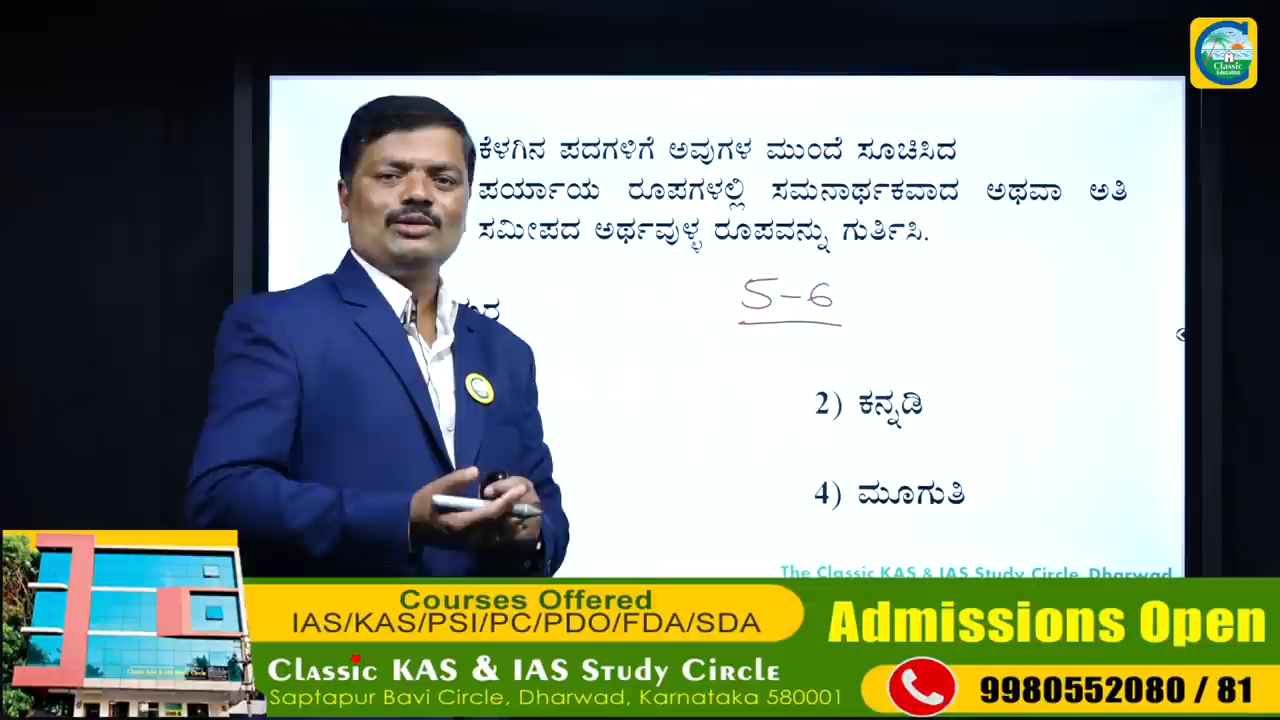 Classic
Education
ಕೆಳಗಿನ ಪದಗಳಿಗೆ ಅವುಗಳ ಮುಂದೆ ಸೂಚಿಸಿದ
ಪರ್ಯಾಯ ರೂಪಗಳಲ್ಲಿ ಸಮನಾರ್ಥಕವಾದ ಅಥವಾ ಅತಿ
ಸಮೀಪದ ಅರ್ಥವುಳ್ಳ ರೂಪವನ್ನು ಗುರ್ತಿಸಿ.
5-6
2) ಕನ್ನಡಿ
4) ಮೂಗುತಿ
The Classic KAS & IAS Study Circle, Dharwad
Courses Offered
IAS/KAS/PSI/PC/PDO/FDA/SDA
Classic KAS & IAS Study Circle
Saptapur Bavi Circle, Dharwad, Karnataka 580001
Admissions Open
9980552080 / 81